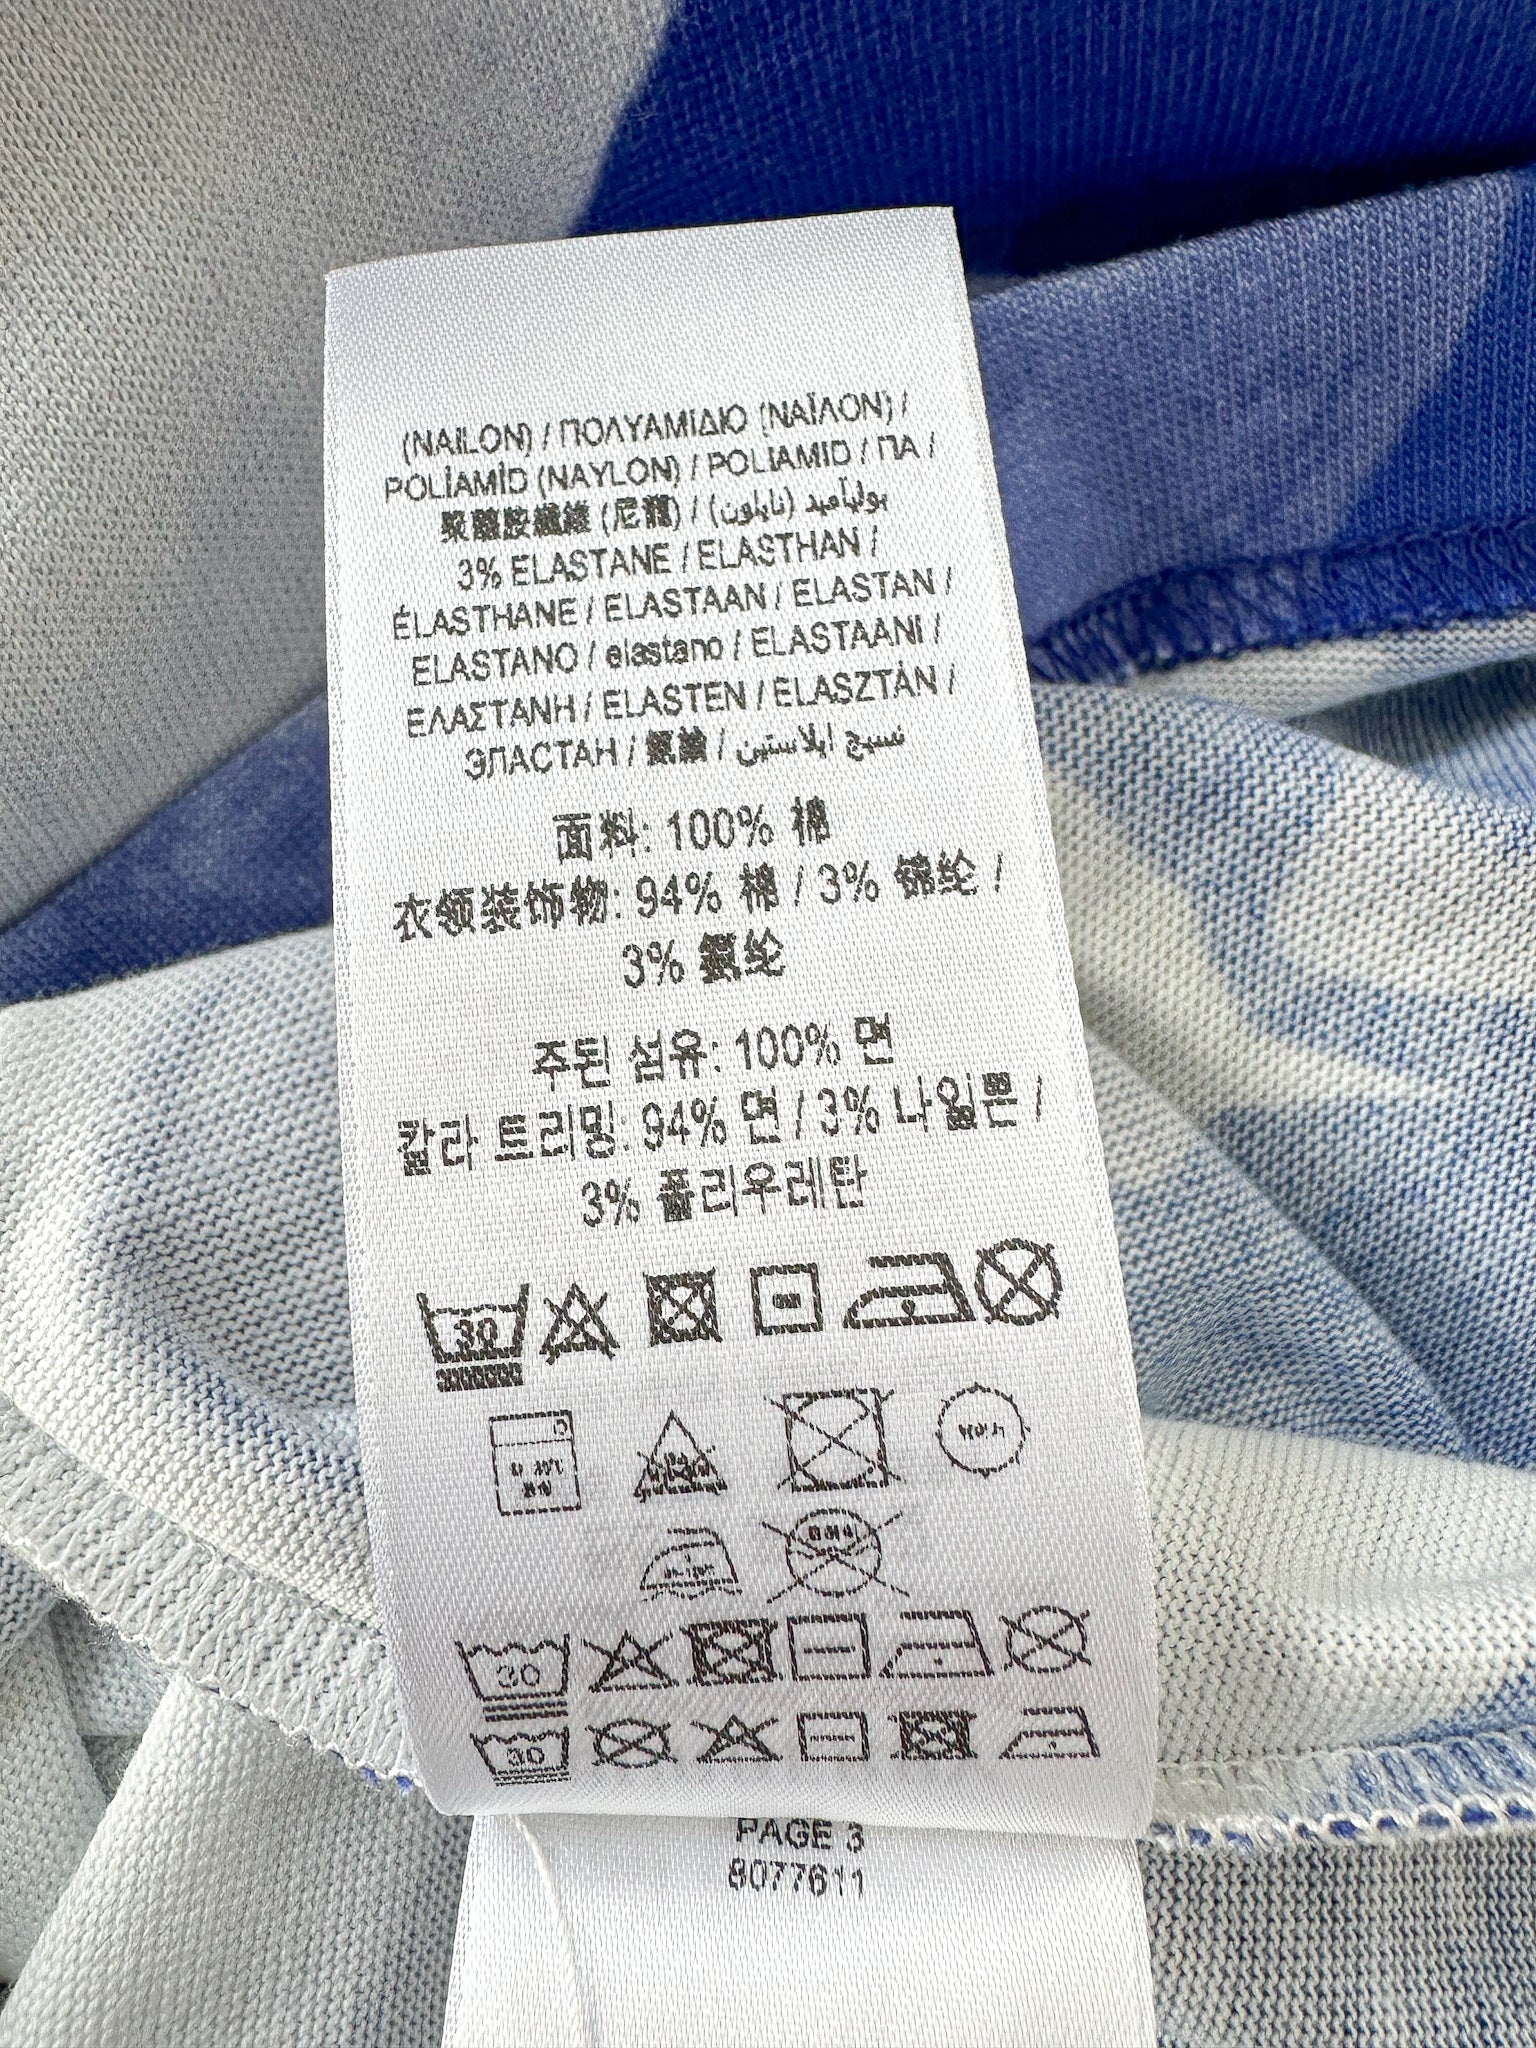 (NAILON) / ΠΟΛΥΑΜΙΔΙΟ (ΝΑΪΛΟΝ) /
POLİAMİD (NAYLON) / POLIAMID / ПА /
聚醯胺纖維 (尼龍) / بوليأميد (نايلون)
3% ELASTANE / ELASTHAN /
ÉLASTHANE / ELASTAAN / ELASTAN /
ELASTANO / elastano / ELASTAANI /
ΕΛΑΣΤΑΝΗ / ELASTEN / ELASZTÁN /
ЭЛАСТАН / 氨綸 / نسيج ايلاستين
面料: 100% 棉
衣领装饰物: 94% 棉 / 3% 锦纶 /
3% 氨纶
주된 섬유: 100% 면
칼라 트리밍: 94% 면 / 3% 나일론 /
3% 폴리우레탄
30
30
30
PAGE 3
8077611